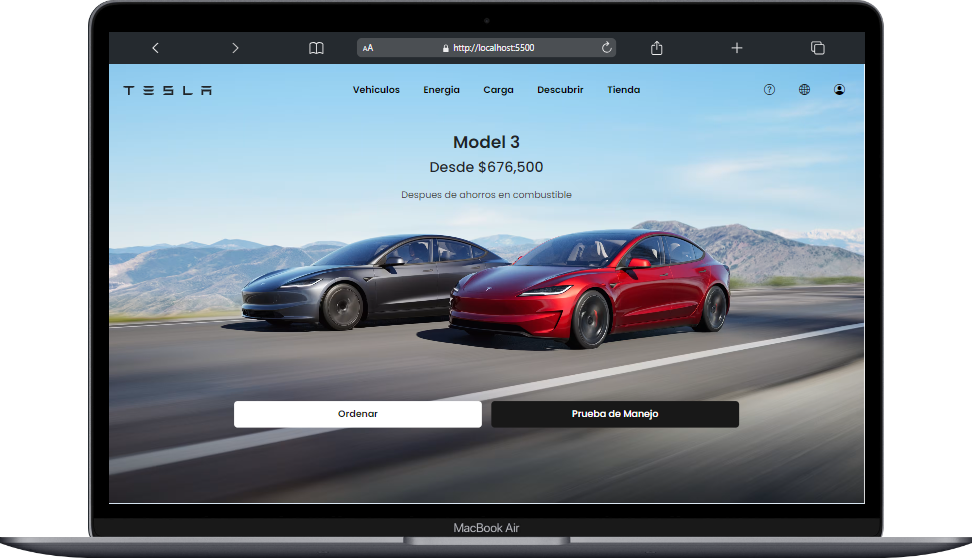 AA http://localhost:5500
TESLA Vehiculos Energia Carga Descubrir Tienda
Model 3
Desde $676,500
Despues de ahorros en combustible
Ordenar Prueba de Manejo
MacBook Air